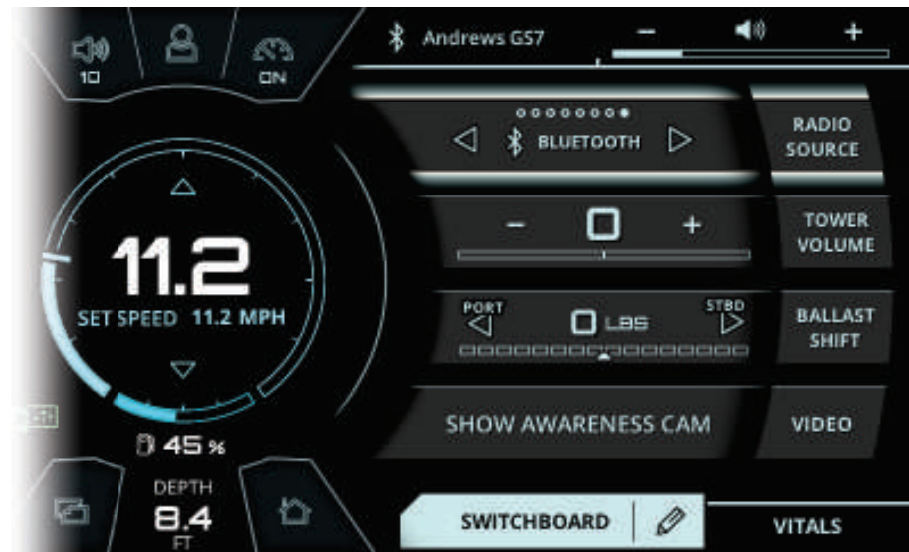 10
ON
Andrews GS7
BLUETOOTH
RADIO
SOURCE
0
TOWER
VOLUME
PORT
STBD
0 LBS
BALLAST
SHIFT
SHOW AWARENESS CAM
VIDEO
11.2
SET SPEED 11.2 MPH
45 %
DEPTH
8.4
FT
SWITCHBOARD
VITALS